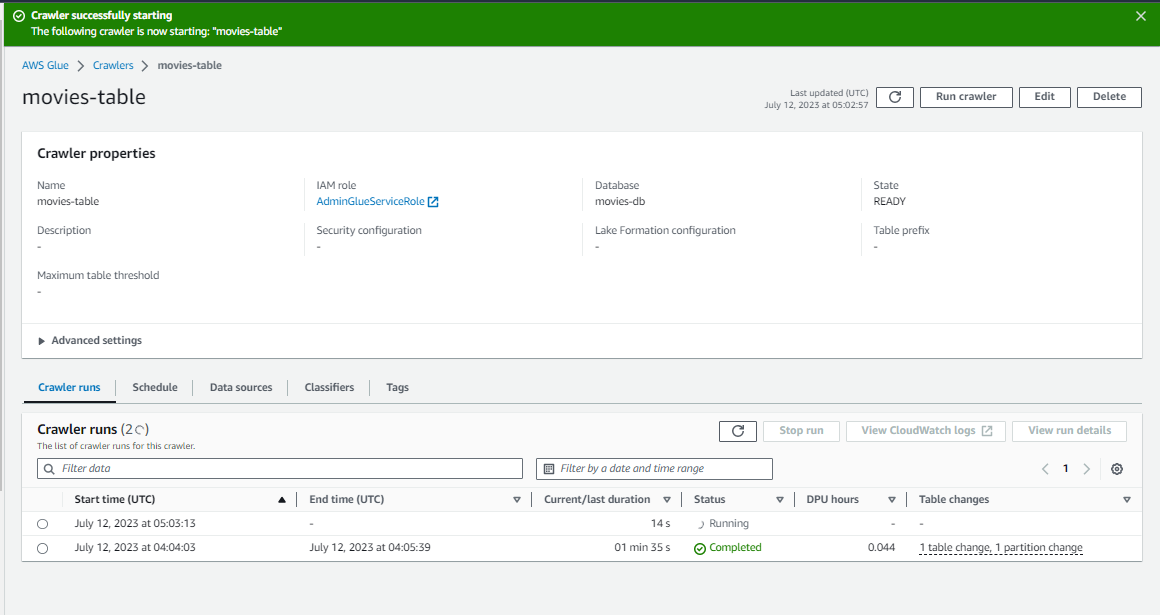 Crawler successfully starting
The following crawler is now starting: "movies-table"
AWS Glue > Crawlers > movies-table
movies-table
Last updated (UTC)
July 12, 2023 at 05:02:57
Run crawler
Edit
Delete
Crawler properties
Name
movies-table
IAM role
AdminGlueServiceRole
Database
movies-db
State
READY
Description
-
Security configuration
-
Lake Formation configuration
-
Table prefix
-
Maximum table threshold
-
Advanced settings
Crawler runs
Schedule
Data sources
Classifiers
Tags
Crawler runs (2)
The list of crawler runs for this crawler.
Stop run
View CloudWatch logs
View run details
Filter data
Filter by a date and time range
1
Start time (UTC) End time (UTC) Current/last duration Status DPU hours Table changes
July 12, 2023 at 05:03:13 - 14 s Running - -
July 12, 2023 at 04:04:03 July 12, 2023 at 04:05:39 01 min 35 s Completed 0.044 1 table change, 1 partition change